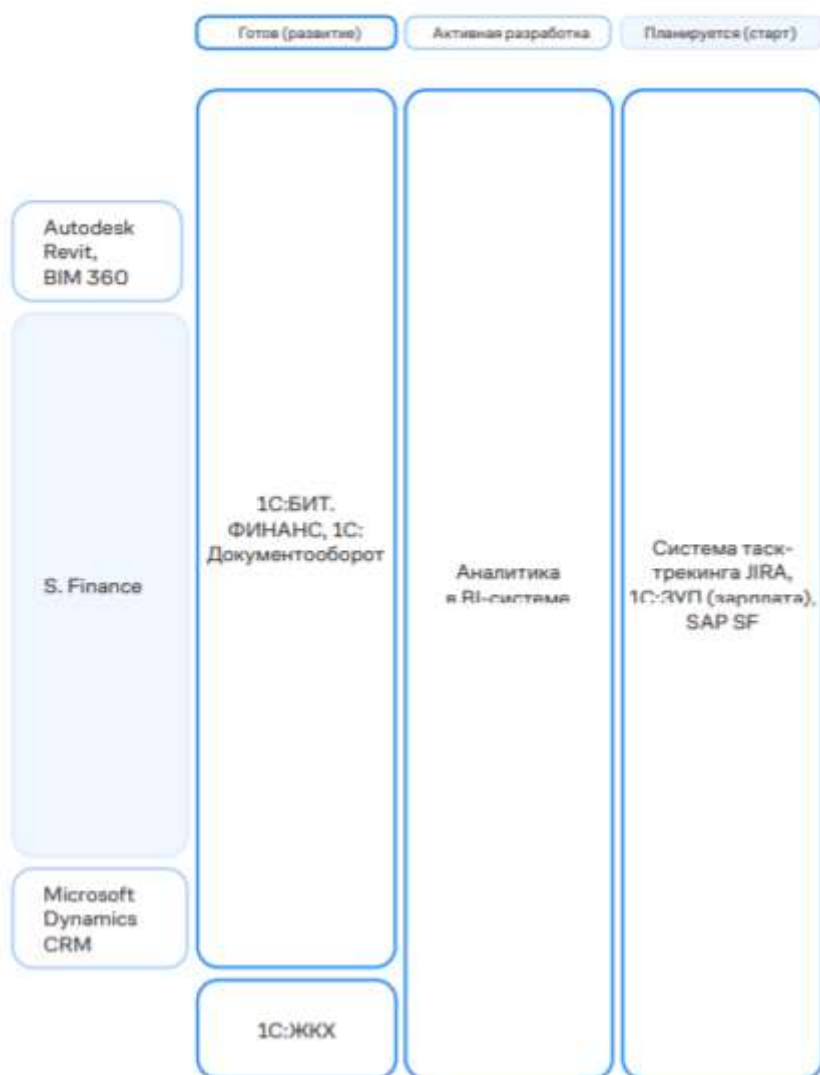 Готов (развитие)
Активная разработка
Планируется (старт)
Autodesk
Revit,
BIM 360
S. Finance
Microsoft
Dynamics
CRM
1С:БИТ.
ФИНАНС, 1С:
Документооборот
1С:ЖКХ
Аналитика
в BI-системе
Система таск-
трекинга JIRA,
1С:ЗУП (зарплата),
SAP SF